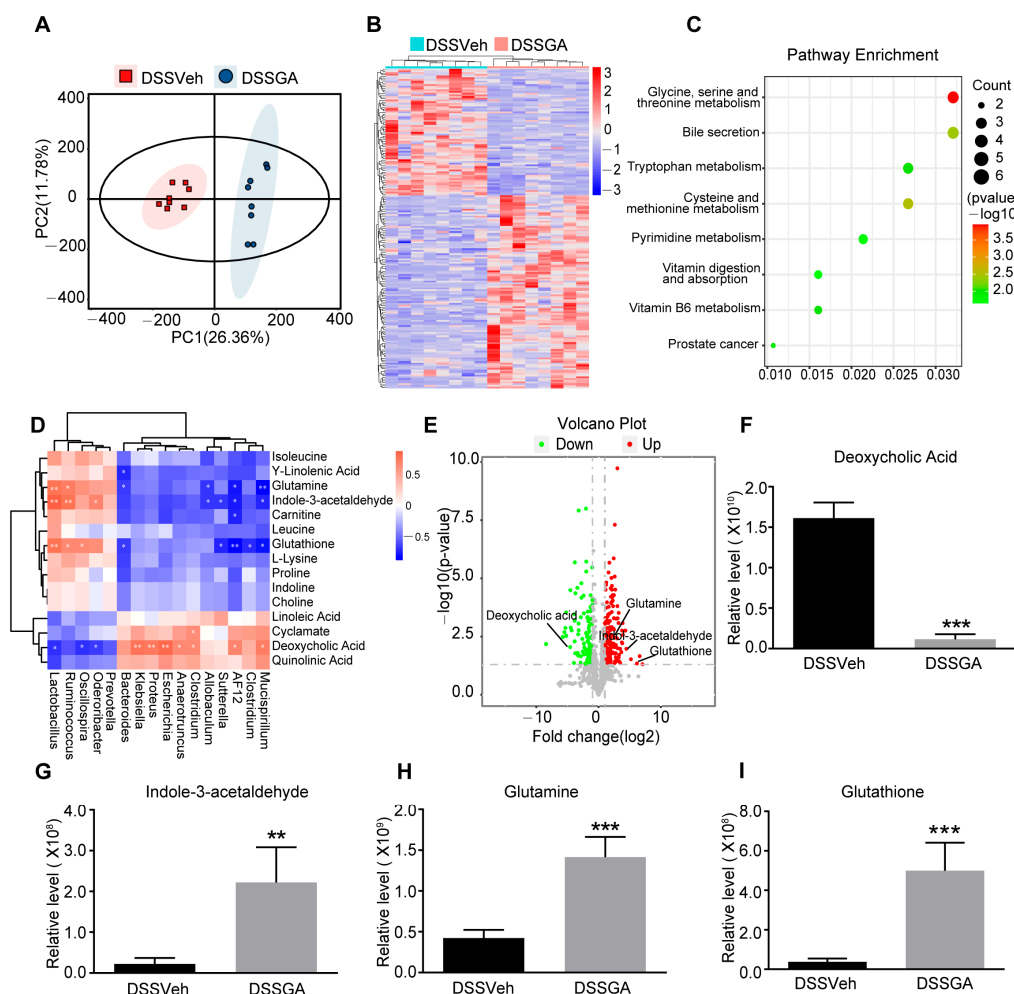 A
DSSVeh DSSGA
400
200
0
−200
−400
−400 −200 0 200 400
PC2(11.78%)
PC1(26.36%)
B
DSSVeh DSSGA
3
2
1
0
−1
−2
−3
C
Pathway Enrichment
Glycine, serine and
threonine metabolism
Bile secretion
Tryptophan metabolism
Cysteine and
methionine metabolism
Pyrimidine metabolism
Vitamin digestion
and absorption
Vitamin B6 metabolism
Prostate cancer
0.010 0.015 0.020 0.025 0.030
Count
2
3
4
5
6
(pvalue
−log10
3.5
3.0
2.5
2.0
D
Isoleucine
Y-Linolenic Acid
Glutamine
Indole-3-acetaldehyde
Carnitine
Leucine
Glutathione
L-Lysine
Proline
Indoline
Choline
Linoleic Acid
Cyclamate
Deoxycholic Acid
Quinolinic Acid
Lactobacillus
Ruminococcus
Oscillospira
Odoribacter
Prevotella
Bacteroides
Klebsiella
Proteus
Escherichia
Anaerotruncus
Clostridium
Allobaculum
Sutterella
AF12
Clostridium
Mucispirillum
0.5
0
−0.5
E
Volcano Plot
Down Up
10.0
7.5
5.0
2.5
0.0
−10 0 10
−log10(p-value)
Fold change(log2)
Deoxycholic acid
Glutamine
Indol-3-acetaldehyde
Glutathione
F
Deoxycholic Acid
Relative level ( X10¹⁰)
2.0
1.5
1.0
0.5
0.0
***
DSSVeh DSSGA
G
Indole-3-acetaldehyde
Relative level ( X10⁸)
4.0
3.0
2.0
1.0
0.0
**
DSSVeh DSSGA
H
Glutamine
Relative level ( X10⁹)
2.0
1.5
1.0
0.5
0.0
***
DSSVeh DSSGA
I
Glutathione
Relative level ( X10⁸)
8.0
6.0
4.0
2.0
0.0
***
DSSVeh DSSGA